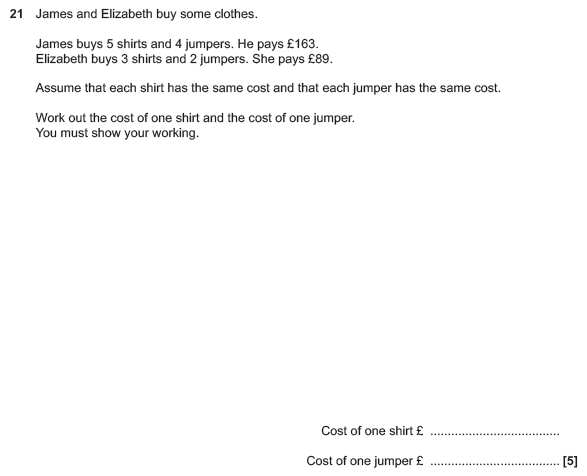 21 James and Elizabeth buy some clothes.
James buys 5 shirts and 4 jumpers. He pays £163.
Elizabeth buys 3 shirts and 2 jumpers. She pays £89.
Assume that each shirt has the same cost and that each jumper has the same cost.
Work out the cost of one shirt and the cost of one jumper.
You must show your working.
Cost of one shirt £ .....................................
Cost of one jumper £ ..................................... [5]